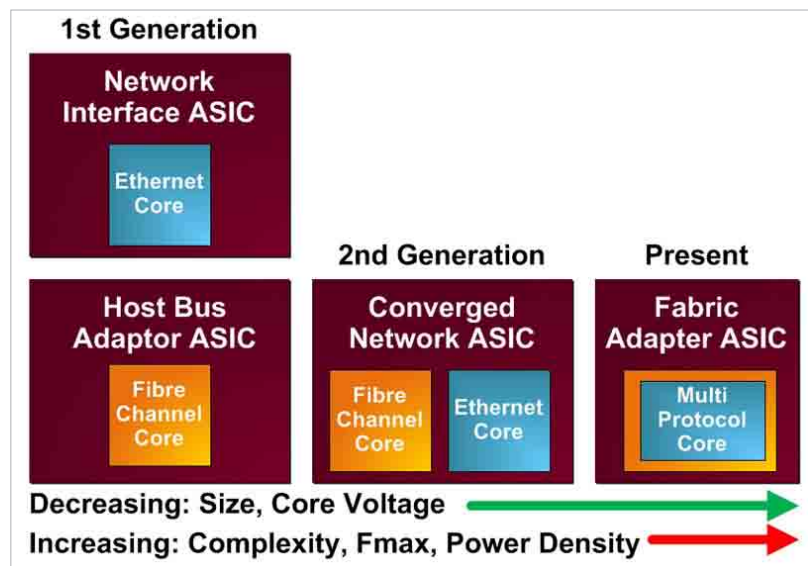 1st Generation
Network
Interface ASIC
Ethernet
Core
2nd Generation
Present
Host Bus
Adaptor ASIC
Fibre
Channel
Core
Converged
Network ASIC
Fibre
Channel
Core
Ethernet
Core
Fabric
Adapter ASIC
Multi
Protocol
Core
Decreasing: Size, Core Voltage
Increasing: Complexity, Fmax, Power Density